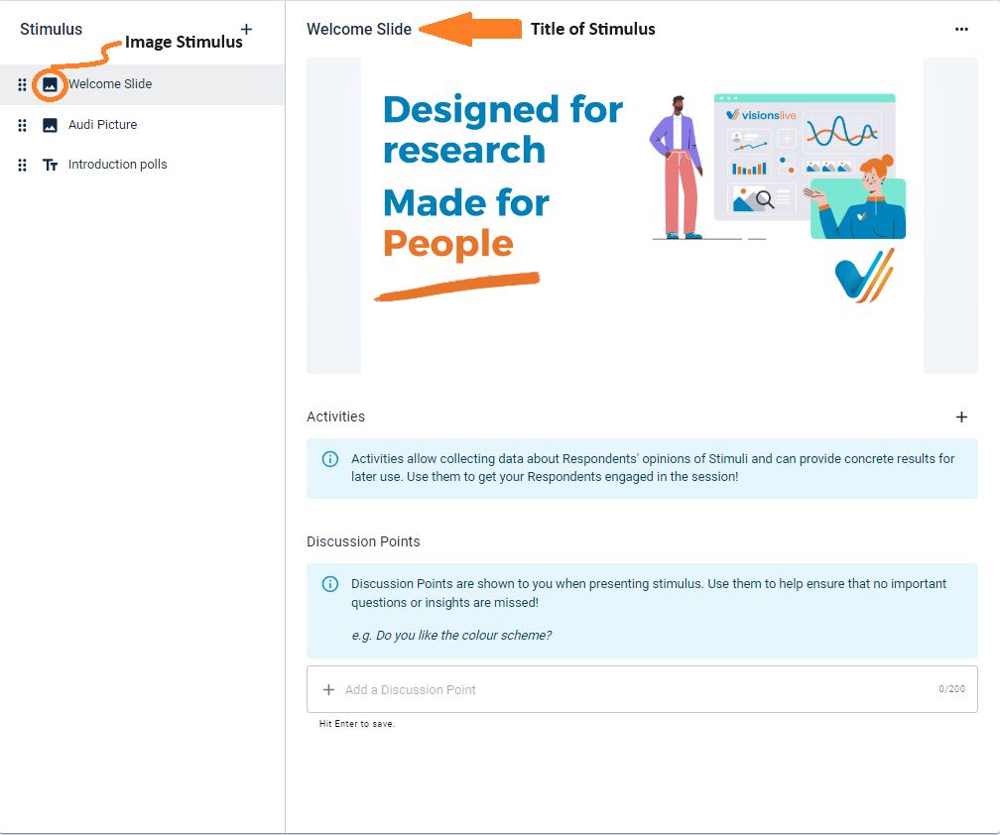 Stimulus
Image Stimulus
Welcome Slide
Audi Picture
Introduction polls
Welcome Slide
Title of Stimulus
Designed for
research
Made for
People
visionslive
Activities
Activities allow collecting data about Respondents' opinions of Stimuli and can provide concrete results for
later use. Use them to get your Respondents engaged in the session!
Discussion Points
Discussion Points are shown to you when presenting stimulus. Use them to help ensure that no important
questions or insights are missed!
e.g. Do you like the colour scheme?
Add a Discussion Point
0/200
Hit Enter to save.